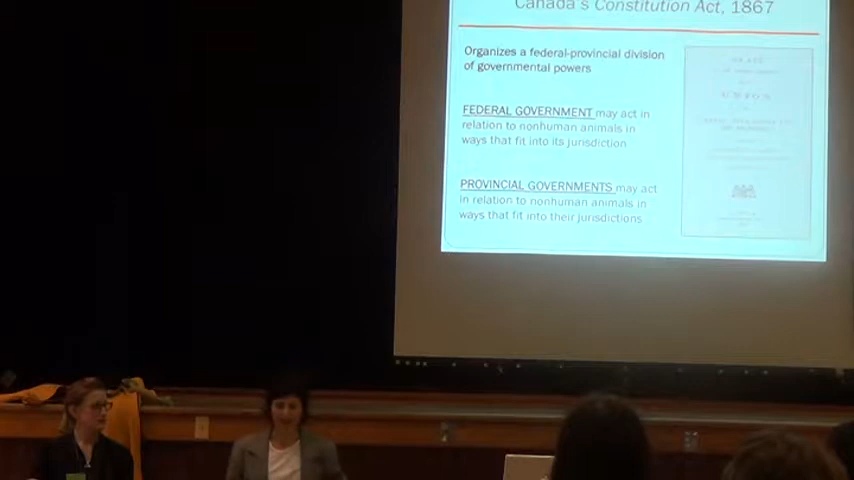 Canada's Constitution Act, 1867
Organizes a federal-provincial division
of governmental powers
FEDERAL GOVERNMENT may act in
relation to nonhuman animals in
ways that fit into its jurisdiction
PROVINCIAL GOVERNMENTS may act
in relation to nonhuman animals in
ways that fit into their jurisdictions
UNION